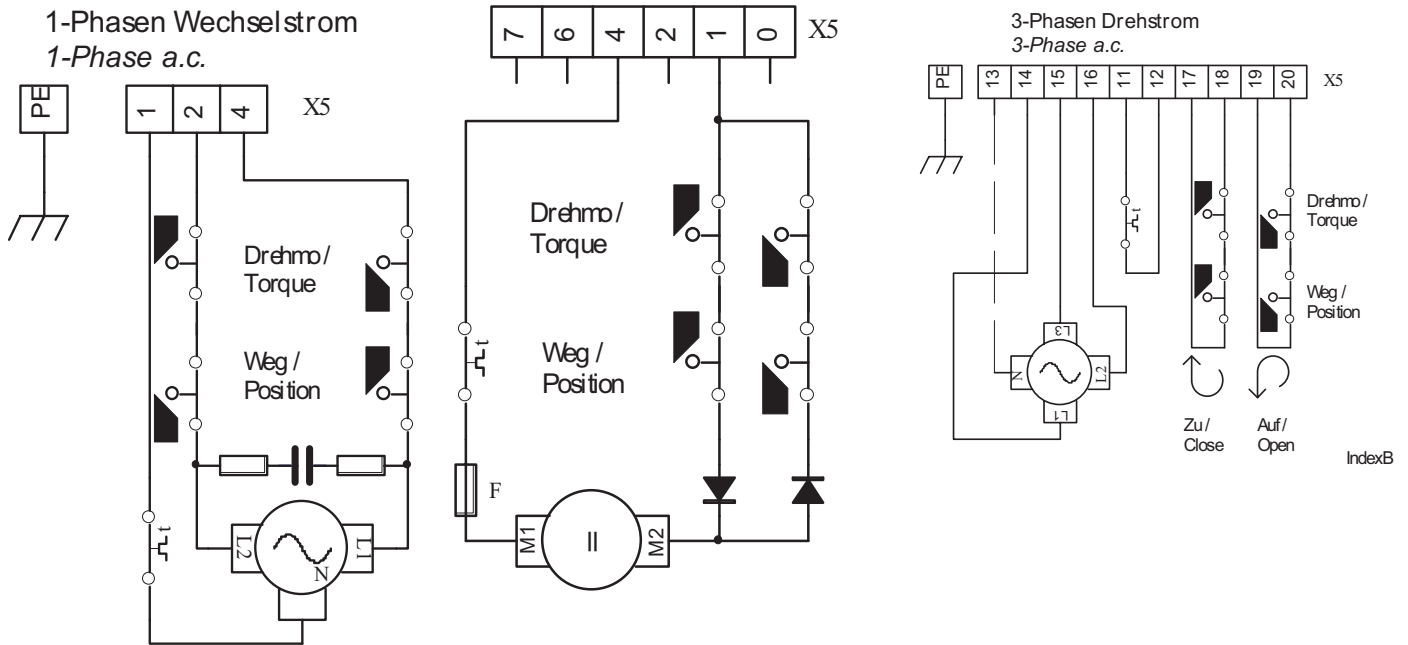 1-Phasen Wechselstrom
1-Phase a.c.
PE
1 2 4 X5
Drehmo /
Torque
Weg /
Position
t
L2 N L1
7 6 4 2 1 0 X5
Drehmo /
Torque
Weg /
Position
t
F
M1 M2
3-Phasen Drehstrom
3-Phase a.c.
PE
13 14 15 16 11 12 17 18 19 20 X5
t
Drehmo /
Torque
Weg /
Position
L3
N L2
L1
Zu /
Close
Auf /
Open
IndexB